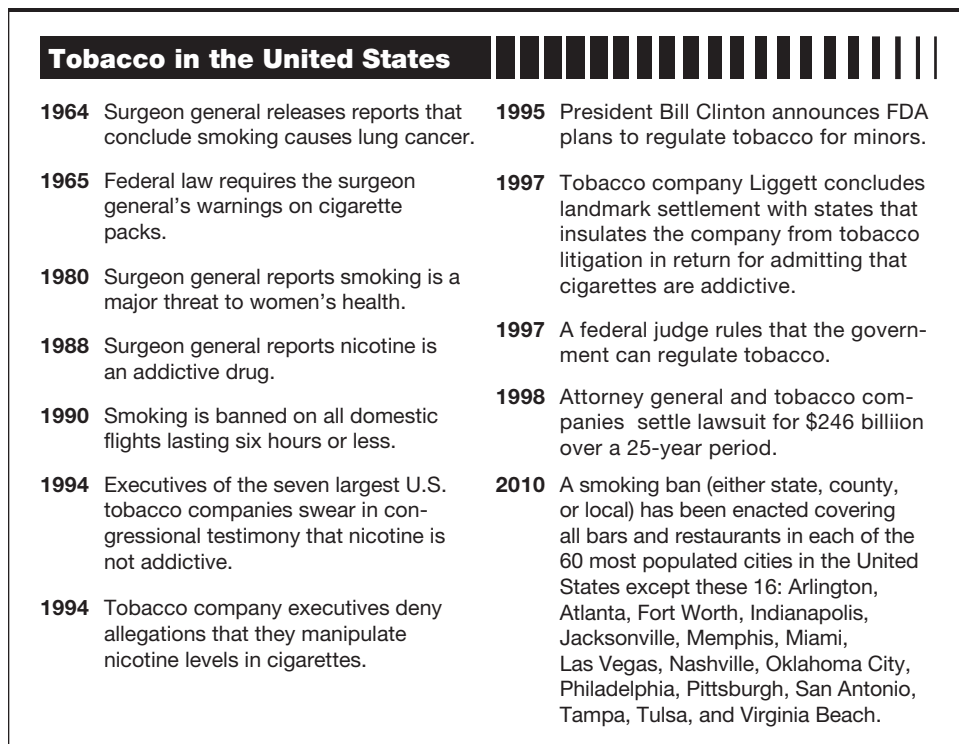 Tobacco in the United States
1964 Surgeon general releases reports that
conclude smoking causes lung cancer.
1965 Federal law requires the surgeon
general's warnings on cigarette
packs.
1980 Surgeon general reports smoking is a
major threat to women's health.
1988 Surgeon general reports nicotine is
an addictive drug.
1990 Smoking is banned on all domestic
flights lasting six hours or less.
1994 Executives of the seven largest U.S.
tobacco companies swear in con-
gressional testimony that nicotine is
not addictive.
1994 Tobacco company executives deny
allegations that they manipulate
nicotine levels in cigarettes.
1995 President Bill Clinton announces FDA
plans to regulate tobacco for minors.
1997 Tobacco company Liggett concludes
landmark settlement with states that
insulates the company from tobacco
litigation in return for admitting that
cigarettes are addictive.
1997 A federal judge rules that the govern-
ment can regulate tobacco.
1998 Attorney general and tobacco com-
panies settle lawsuit for $246 billiion
over a 25-year period.
2010 A smoking ban (either state, county,
or local) has been enacted covering
all bars and restaurants in each of the
60 most populated cities in the United
States except these 16: Arlington,
Atlanta, Fort Worth, Indianapolis,
Jacksonville, Memphis, Miami,
Las Vegas, Nashville, Oklahoma City,
Philadelphia, Pittsburgh, San Antonio,
Tampa, Tulsa, and Virginia Beach.